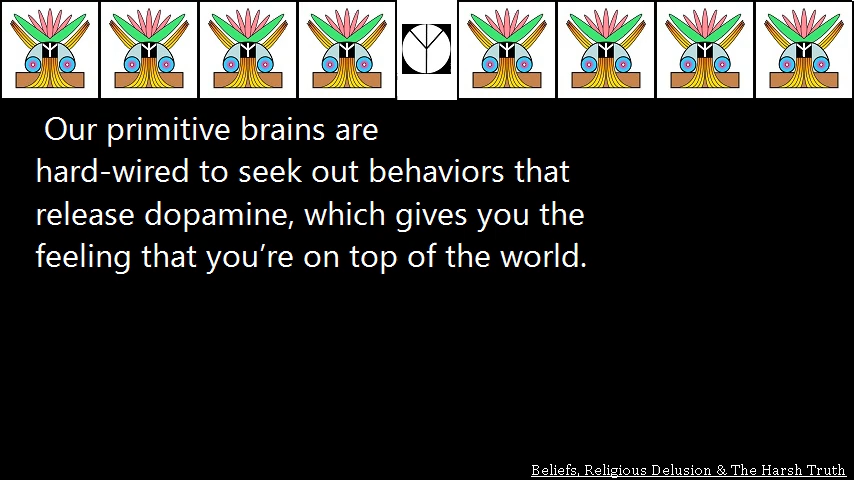 Our primitive brains are
hard-wired to seek out behaviors that
release dopamine, which gives you the
feeling that you’re on top of the world.
Beliefs, Religious Delusion & The Harsh Truth